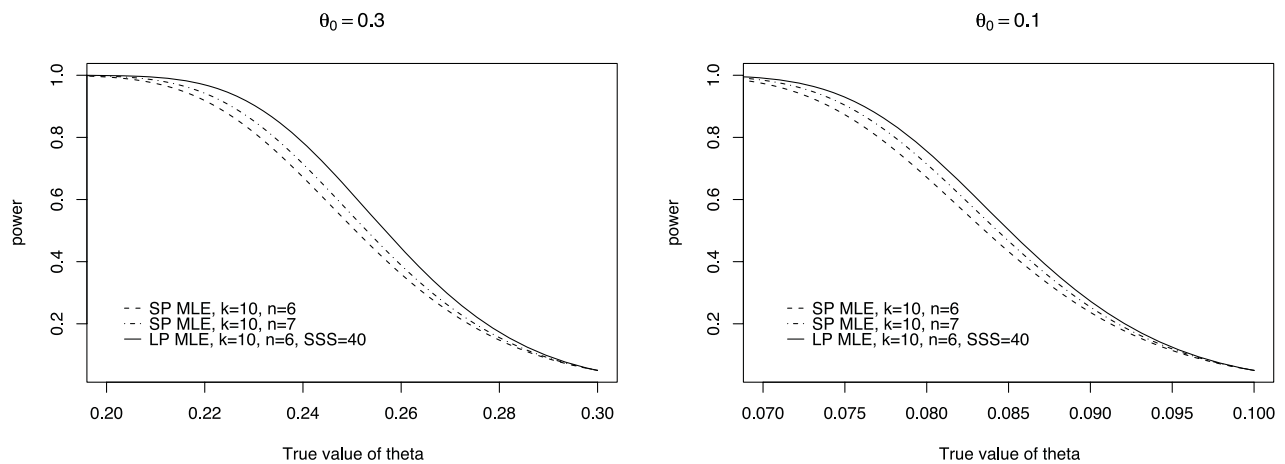 θ₀ = 0.3
power
1.0
0.8
0.6
0.4
0.2
SP MLE, k=10, n=6
SP MLE, k=10, n=7
LP MLE, k=10, n=6, SSS=40
0.20 0.22 0.24 0.26 0.28 0.30
True value of theta
θ₀ = 0.1
power
1.0
0.8
0.6
0.4
0.2
SP MLE, k=10, n=6
SP MLE, k=10, n=7
LP MLE, k=10, n=6, SSS=40
0.070 0.075 0.080 0.085 0.090 0.095 0.100
True value of theta